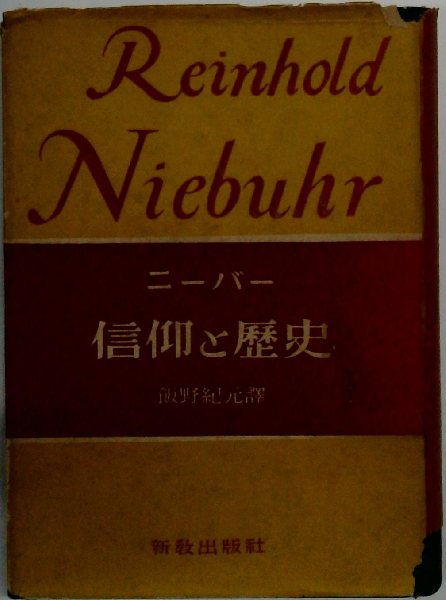 Reinhold
Niebuhr
ニーバー
信仰と歴史
飯野紀元譯
新教出版社